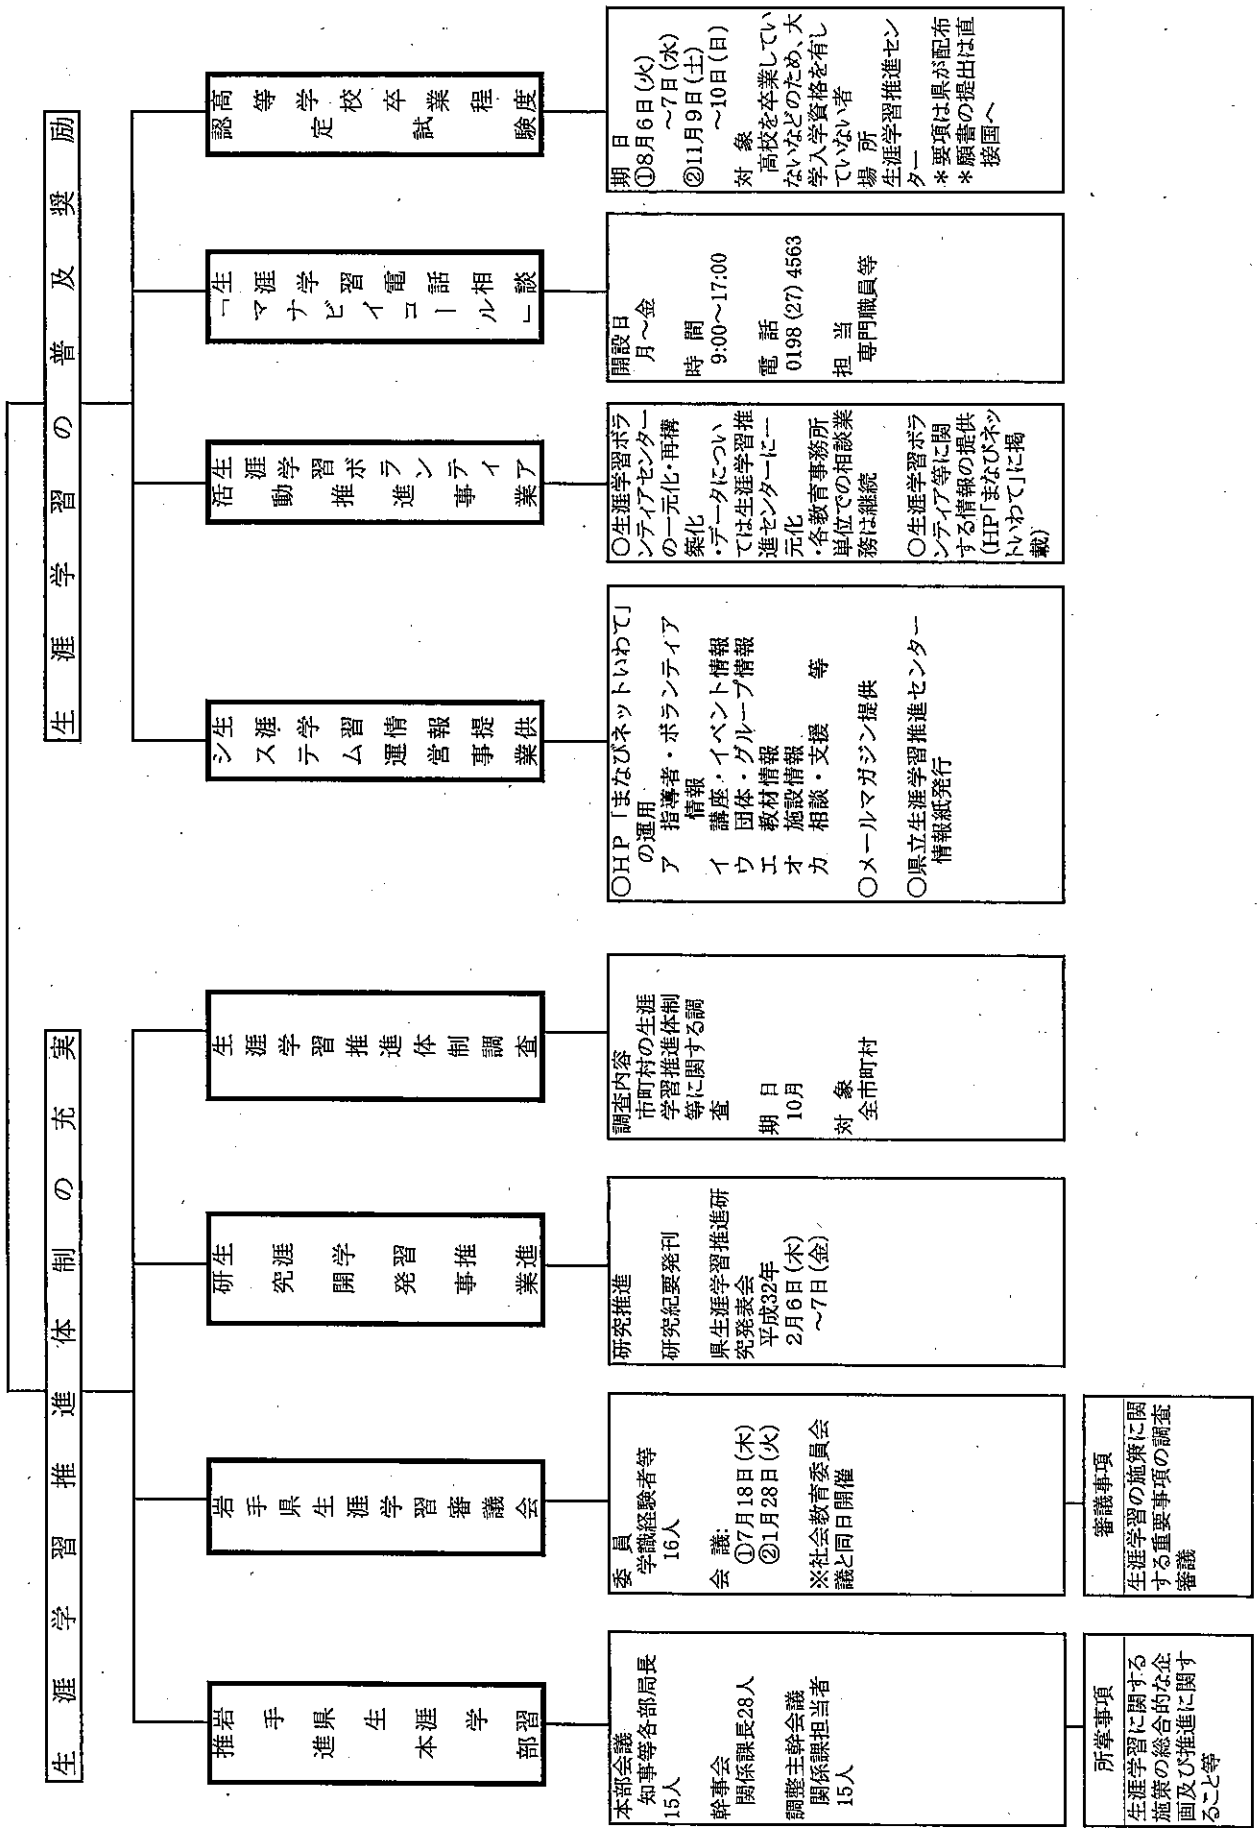 生涯学習推進体制の充実
岩手県生涯学習
推進本部
本部会議
知事等各部局長
15人
幹事会
関係課長28人
調整主幹会議
関係課担当者
15人
所掌事項
生涯学習に関する
施策の総合的な企
画及び推進に関す
ること等
岩手県生涯学習審議会
委員
学識経験者等
16人
会議:
①7月18日(木)
②1月28日(火)
※社会教育委員会
議と同日開催
審議事項
生涯学習の施策に関
する重要事項の調査
審議
生涯学習推進
研究開発事業
研究推進
研究紀要発刊
県生涯学習推進研
究発表会
平成32年
2月6日(木)
~7日(金)
生涯学習推進体制調査
調査内容
市町村の生涯
学習推進体制
等に関する調
査
期日
10月
対象
全市町村
生涯学習の普及奨励
生涯学習情報提供
システム運営事業
○HP「まなびネットいわて」
の運用
ア 指導者・ボランティア
情報
イ 講座・イベント情報
ウ 団体・グループ情報
エ 教材情報
オ 施設情報
カ 相談・支援 等
○メールマガジン提供
○県立生涯学習推進センター
情報紙発行
生涯学習ボランティア
活動推進事業
○生涯学習ボラ
ンティアセンター
の一元化・再構
築化
・データについ
ては生涯学習推
進センターに一
元化
・各教育事務所
単位での相談業
務は継続
○生涯学習ボラ
ンティア等に関
する情報の提供
(HP「まなびネッ
トいわて」に掲
載)
生涯学習電話相談
「マナビィコール」
開設日
月~金
時間
9:00~17:00
電話
0198(27)4563
担当
専門職員等
高等学校卒業程度
認定試験
期日
①8月6日(火)
~7日(水)
②11月9日(土)
~10日(日)
対象
高校を卒業してい
ないなどのため、大
学入学資格を有し
ていない者
場所
生涯学習推進セン
ター
*要項は県が配布
*願書の提出は直
接国へ